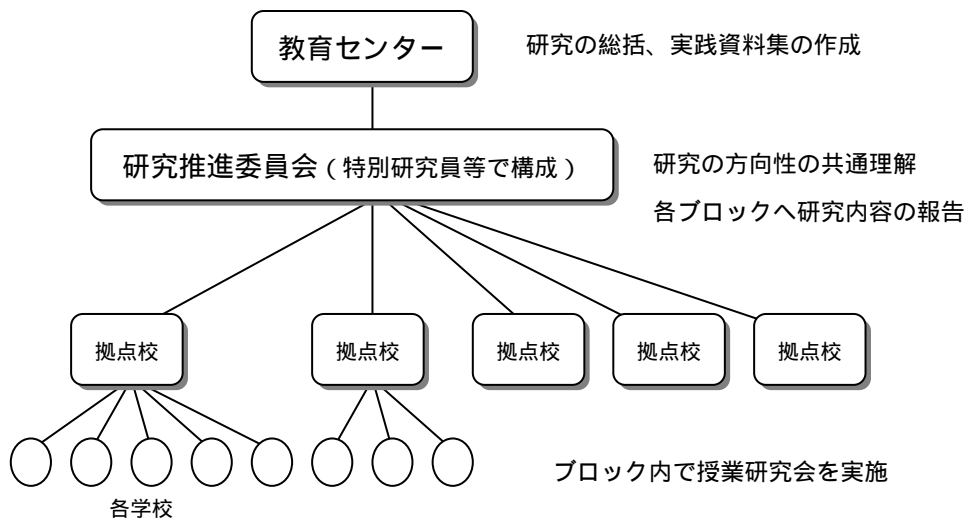 教育センター
研究の総括、実践資料集の作成
研究推進委員会（特別研究員等で構成）
研究の方向性の共通理解
各ブロックへ研究内容の報告
拠点校
拠点校
拠点校
拠点校
拠点校
ブロック内で授業研究会を実施
各学校